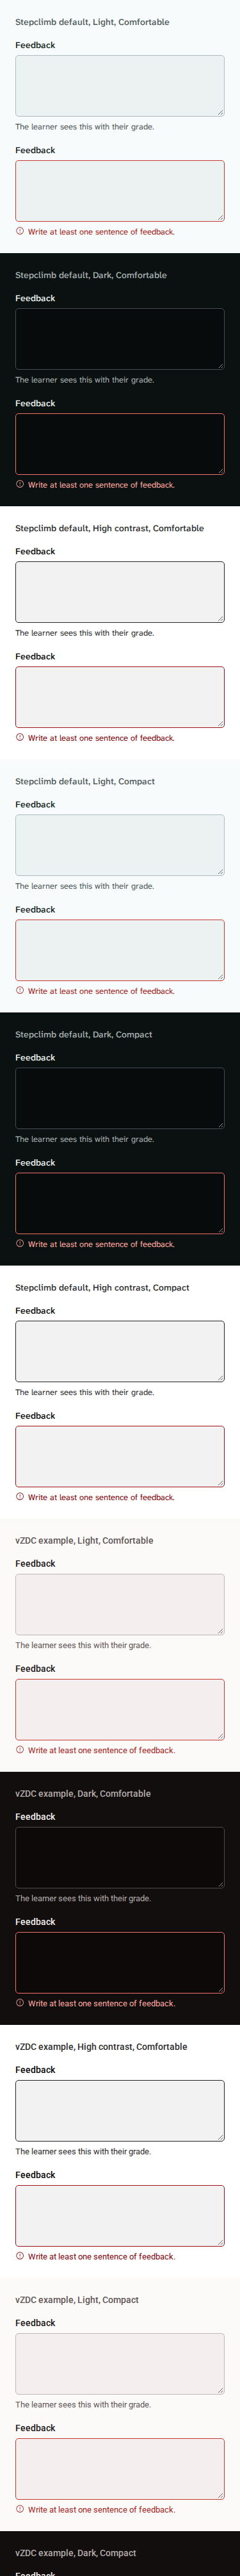 Stepclimb default, Light, Comfortable
Feedback
The learner sees this with their grade.
Feedback
Write at least one sentence of feedback.
Stepclimb default, Dark, Comfortable
Feedback
The learner sees this with their grade.
Feedback
Write at least one sentence of feedback.
Stepclimb default, High contrast, Comfortable
Feedback
The learner sees this with their grade.
Feedback
Write at least one sentence of feedback.
Stepclimb default, Light, Compact
Feedback
The learner sees this with their grade.
Feedback
Write at least one sentence of feedback.
Stepclimb default, Dark, Compact
Feedback
The learner sees this with their grade.
Feedback
Write at least one sentence of feedback.
Stepclimb default, High contrast, Compact
Feedback
The learner sees this with their grade.
Feedback
Write at least one sentence of feedback.
vZDC example, Light, Comfortable
Feedback
The learner sees this with their grade.
Feedback
Write at least one sentence of feedback.
vZDC example, Dark, Comfortable
Feedback
The learner sees this with their grade.
Feedback
Write at least one sentence of feedback.
vZDC example, High contrast, Comfortable
Feedback
The learner sees this with their grade.
Feedback
Write at least one sentence of feedback.
vZDC example, Light, Compact
Feedback
The learner sees this with their grade.
Feedback
Write at least one sentence of feedback.
vZDC example, Dark, Compact
Feedback